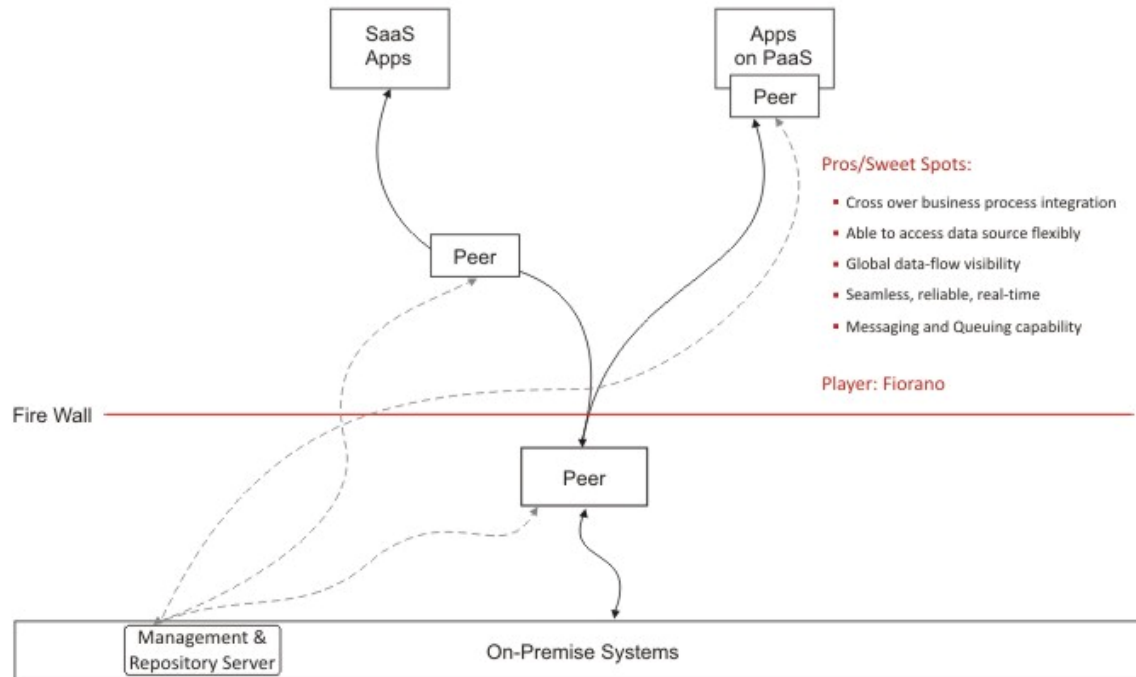 SaaS
Apps
Apps
on PaaS
Peer
Pros/Sweet Spots:
▪ Cross over business process integration
▪ Able to access data source flexibly
▪ Global data-flow visibility
▪ Seamless, reliable, real-time
▪ Messaging and Queuing capability
Peer
Player: Fiorano
Fire Wall
Peer
Management &
Repository Server
On-Premise Systems